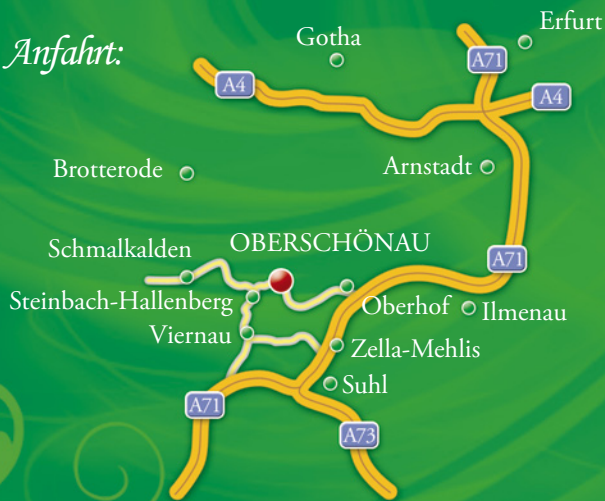 Anfahrt:
Gotha
Erfurt
A71
A4
A4
Brotterode
Arnstadt
Schmalkalden
OBERSCHÖNAU
A71
Steinbach-Hallenberg
Oberhof
Ilmenau
Viernau
Zella-Mehlis
Suhl
A71
A73